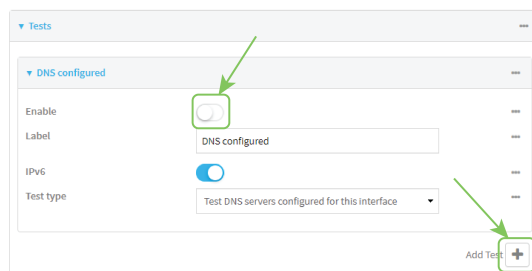 Tests
DNS configured
Enable
Label
DNS configured
IPv6
Test type
Test DNS servers configured for this interface
Add Test